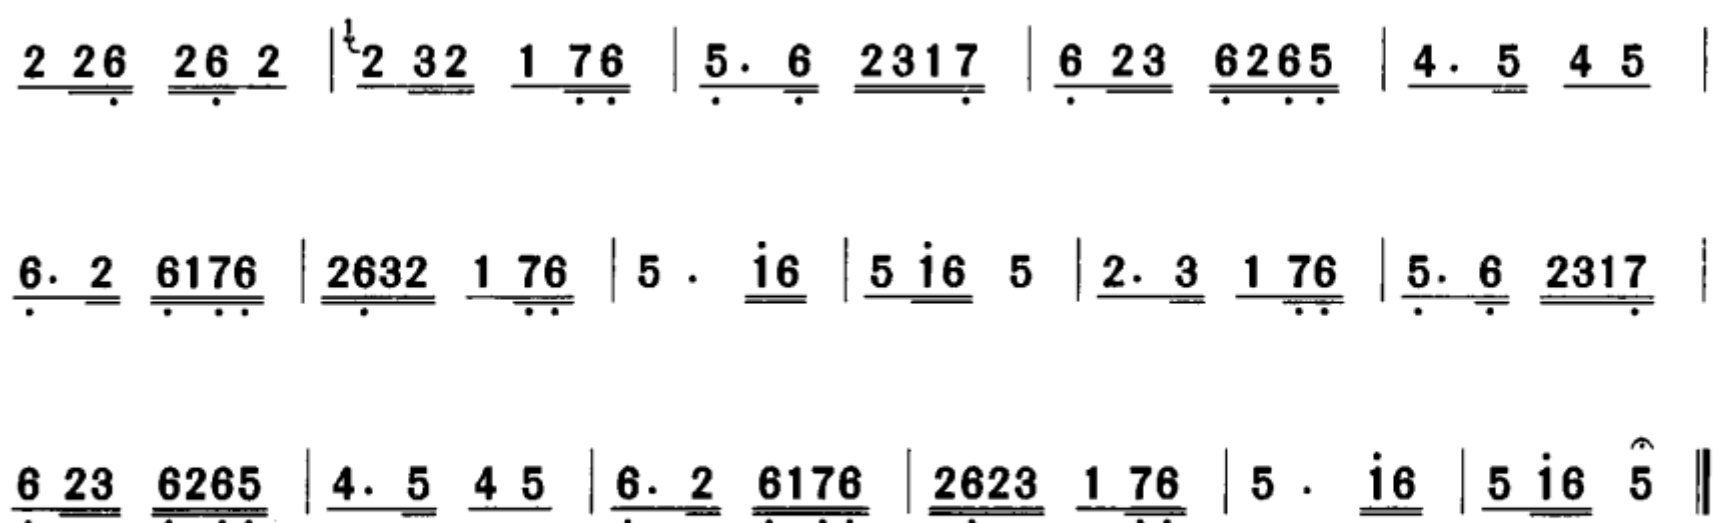 2 26 26 2 | 1 2 32 1 76 | 5. 6 2317 | 6 23 6265 | 4. 5 4 5 |
6. 2 6176 | 2632 1 76 | 5 . i6 | 5 i6 5 | 2. 3 1 76 | 5. 6 2317 |
6 23 6265 | 4. 5 4 5 | 6. 2 6176 | 2623 1 76 | 5 . i6 | 5 i6 5 ‖